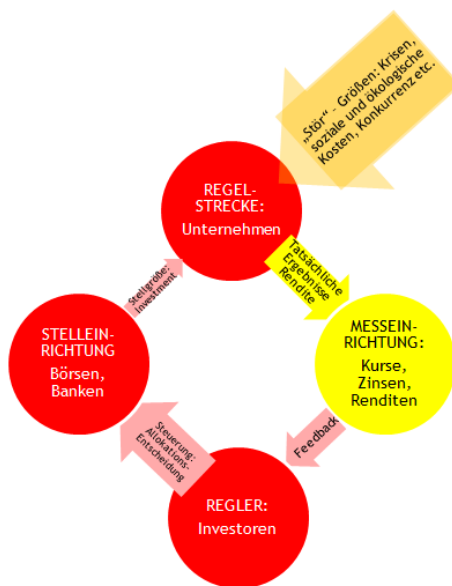 „Stör“ - Größen: Krisen,
soziale und ökologische
Kosten, Konkurrenz etc.
REGEL-
STRECKE:
Unternehmen
Tatsächliche
Ergebnisse
Rendite
MESSEIN-
RICHTUNG:
Kurse,
Zinsen,
Renditen
Feedback
REGLER:
Investoren
Steuerung:
Allokations-
Entscheidung
STELLEIN-
RICHTUNG
Börsen,
Banken
Stellgröße:
Investment